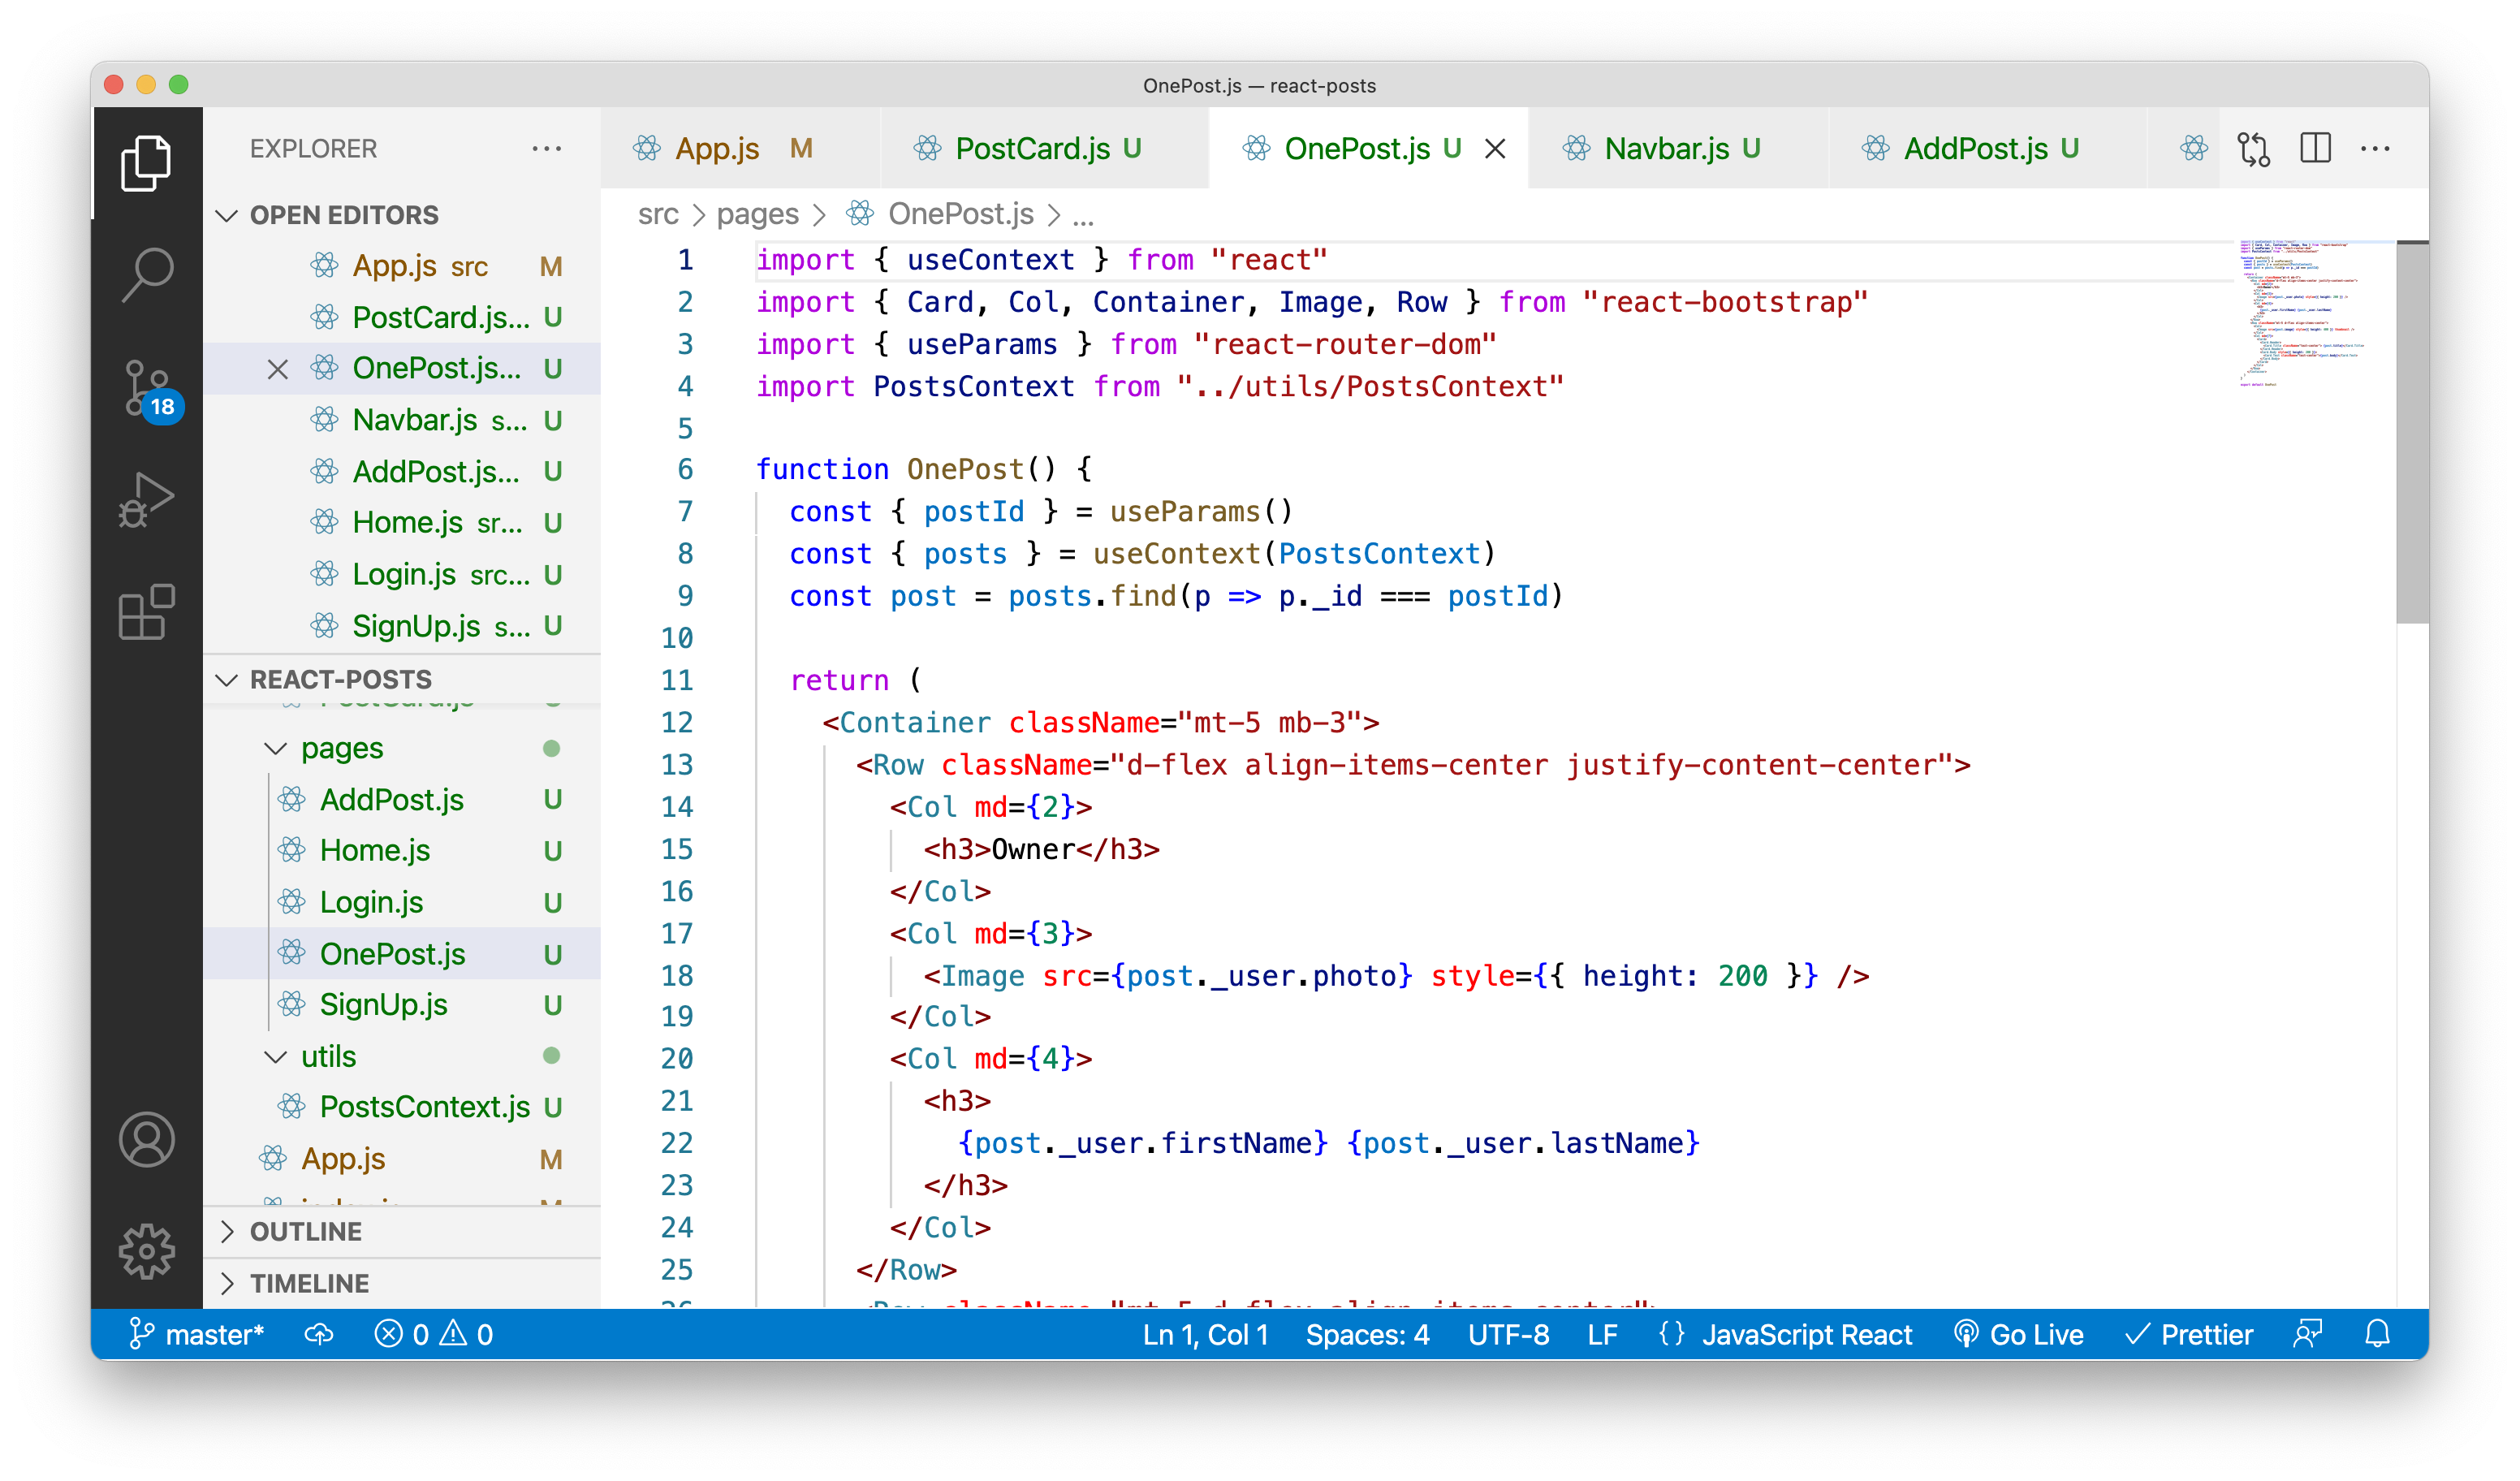 OnePost.js — react-posts
EXPLORER
App.js M
PostCard.js U
OnePost.js U
Navbar.js U
AddPost.js U
OPEN EDITORS
App.js src M
PostCard.js... U
OnePost.js... U
Navbar.js s... U
AddPost.js... U
Home.js sr... U
Login.js src... U
SignUp.js s... U
18
REACT-POSTS
PostCard.js
pages
AddPost.js U
Home.js U
Login.js U
OnePost.js U
SignUp.js U
utils
PostsContext.js U
App.js M
OUTLINE
TIMELINE
src > pages > OnePost.js > ...
1 import { useContext } from "react"
2 import { Card, Col, Container, Image, Row } from "react-bootstrap"
3 import { useParams } from "react-router-dom"
4 import PostsContext from "../utils/PostsContext"
5
6 function OnePost() {
7 const { postId } = useParams()
8 const { posts } = useContext(PostsContext)
9 const post = posts.find(p => p._id === postId)
10
11 return (
12 <Container className="mt-5 mb-3">
13 <Row className="d-flex align-items-center justify-content-center">
14 <Col md={2}>
15 <h3>Owner</h3>
16 </Col>
17 <Col md={3}>
18 <Image src={post._user.photo} style={{ height: 200 }} />
19 </Col>
20 <Col md={4}>
21 <h3>
22 {post._user.firstName} {post._user.lastName}
23 </h3>
24 </Col>
25 </Row>
26 <Row className="mt-5 d-flex align-items-center">
master* 0 0
Ln 1, Col 1 Spaces: 4 UTF-8 LF {} JavaScript React Go Live Prettier